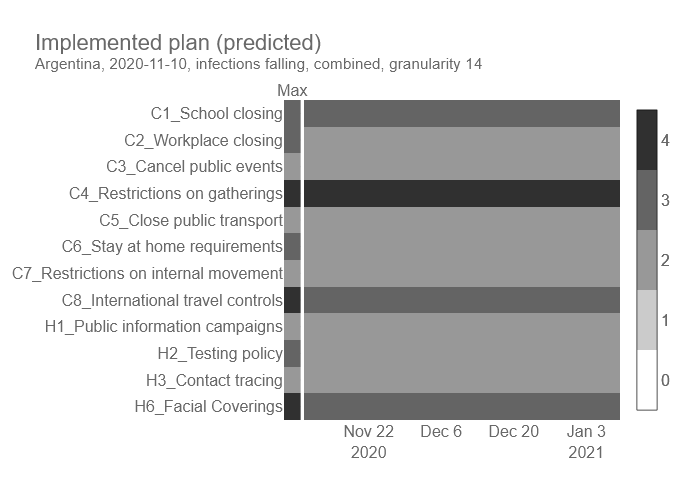 Implemented plan (predicted)
Argentina, 2020-11-10, infections falling, combined, granularity 14
Max
C1_School closing
C2_Workplace closing
C3_Cancel public events
C4_Restrictions on gatherings
C5_Close public transport
C6_Stay at home requirements
C7_Restrictions on internal movement
C8_International travel controls
H1_Public information campaigns
H2_Testing policy
H3_Contact tracing
H6_Facial Coverings
4
3
2
1
0
Nov 22 Dec 6 Dec 20 Jan 3
2020 2021